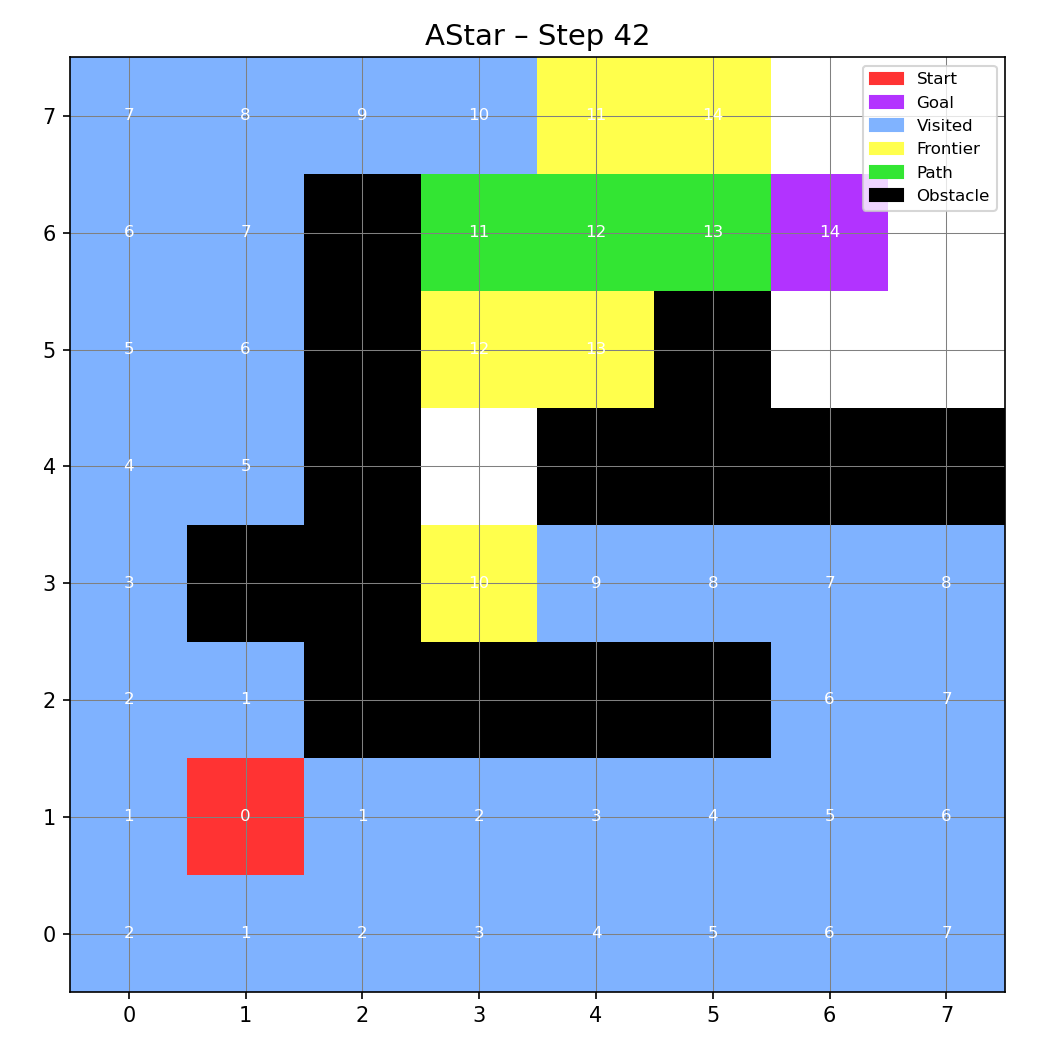 AStar – Step 42
7 7 8 9 10 11 14
Start
Goal
Visited
Frontier
Path
Obstacle
6 6 7 11 12 13 14
5 5 6 12 13
4 4 5
3 3 10 9 8 7 8
2 2 1 6 7
1 1 0 1 2 3 4 5 6
0 2 1 2 3 4 5 6 7
0 1 2 3 4 5 6 7